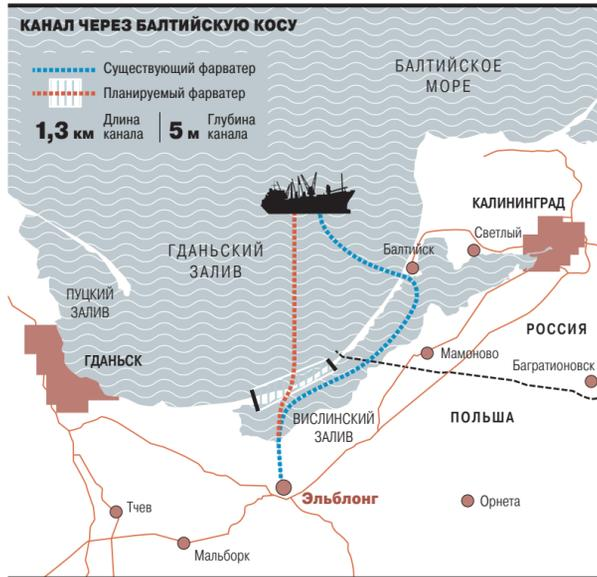 КАНАЛ ЧЕРЕЗ БАЛТИЙСКУЮ КОСУ
Существующий фарватер
Планируемый фарватер
1,3 км Длина канала
5 м Глубина канала
БАЛТИЙСКОЕ
МОРЕ
КАЛИНИНГРАД
Светлый
Балтийск
ГДАНЬСКИЙ
ЗАЛИВ
ПУЦКИЙ
ЗАЛИВ
РОССИЯ
ГДАНЬСК
Мамоново
Багратионовск
ВИСЛИНСКИЙ
ЗАЛИВ
ПОЛЬША
Эльблонг
Орнета
Тчев
Мальборк